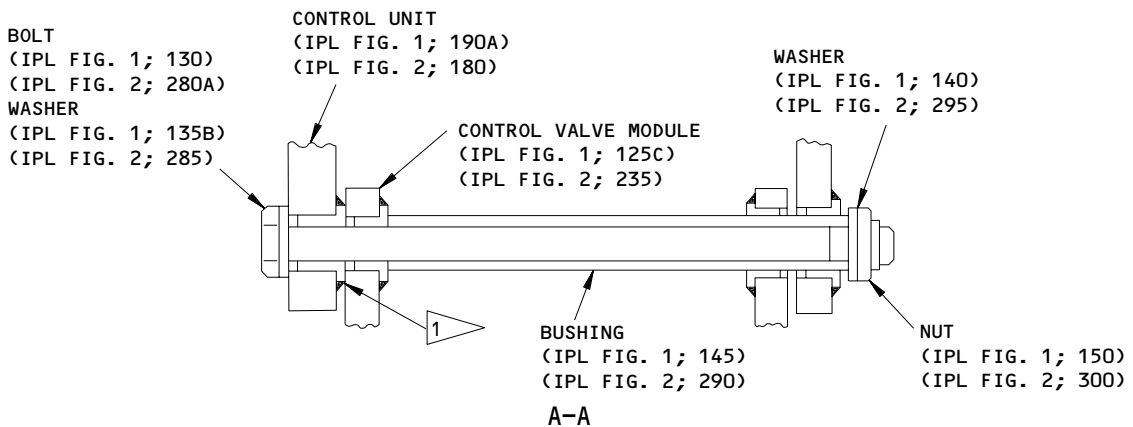 BOLT
(IPL FIG. 1; 130)
(IPL FIG. 2; 280A)
WASHER
(IPL FIG. 1; 135B)
(IPL FIG. 2; 285)
CONTROL UNIT
(IPL FIG. 1; 190A)
(IPL FIG. 2; 180)
CONTROL VALVE MODULE
(IPL FIG. 1; 125C)
(IPL FIG. 2; 235)
WASHER
(IPL FIG. 1; 140)
(IPL FIG. 2; 295)
1
BUSHING
(IPL FIG. 1; 145)
(IPL FIG. 2; 290)
NUT
(IPL FIG. 1; 150)
(IPL FIG. 2; 300)
A-A